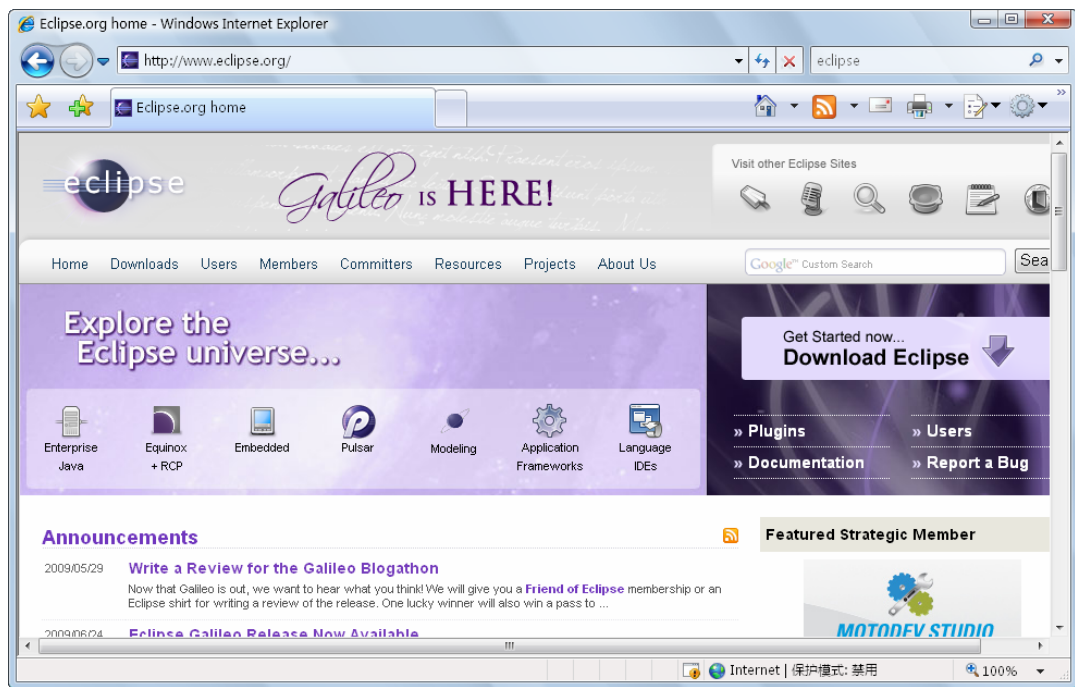 Eclipse.org home - Windows Internet Explorer
http://www.eclipse.org/
eclipse
Eclipse.org home
eclipse
Galileo IS HERE!
Visit other Eclipse Sites
Home Downloads Users Members Committers Resources Projects About Us
Google™ Custom Search
Sea
Explore the
Eclipse universe...
Get Started now...
Download Eclipse
Enterprise
Java
Equinox
+ RCP
Embedded
Pulsar
Modeling
Application
Frameworks
Language
IDEs
» Plugins
» Users
» Documentation
» Report a Bug
Announcements
2009/05/29 Write a Review for the Galileo Blogathon
Now that Galileo is out, we want to hear what you think! We will give you a Friend of Eclipse membership or an
Eclipse shirt for writing a review of the release. One lucky winner will also win a pass to ...
2009/06/24 Eclipse Galileo Release Now Available
Featured Strategic Member
MOTODEV STUDIO
Internet | 保护模式: 禁用
100%